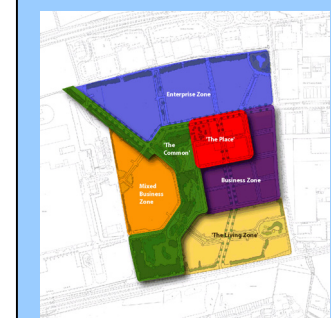 Enterprise Zone
'The
Common'
'The Place'
Mixed
Business
Zone
Business Zone
'The Living Zone'